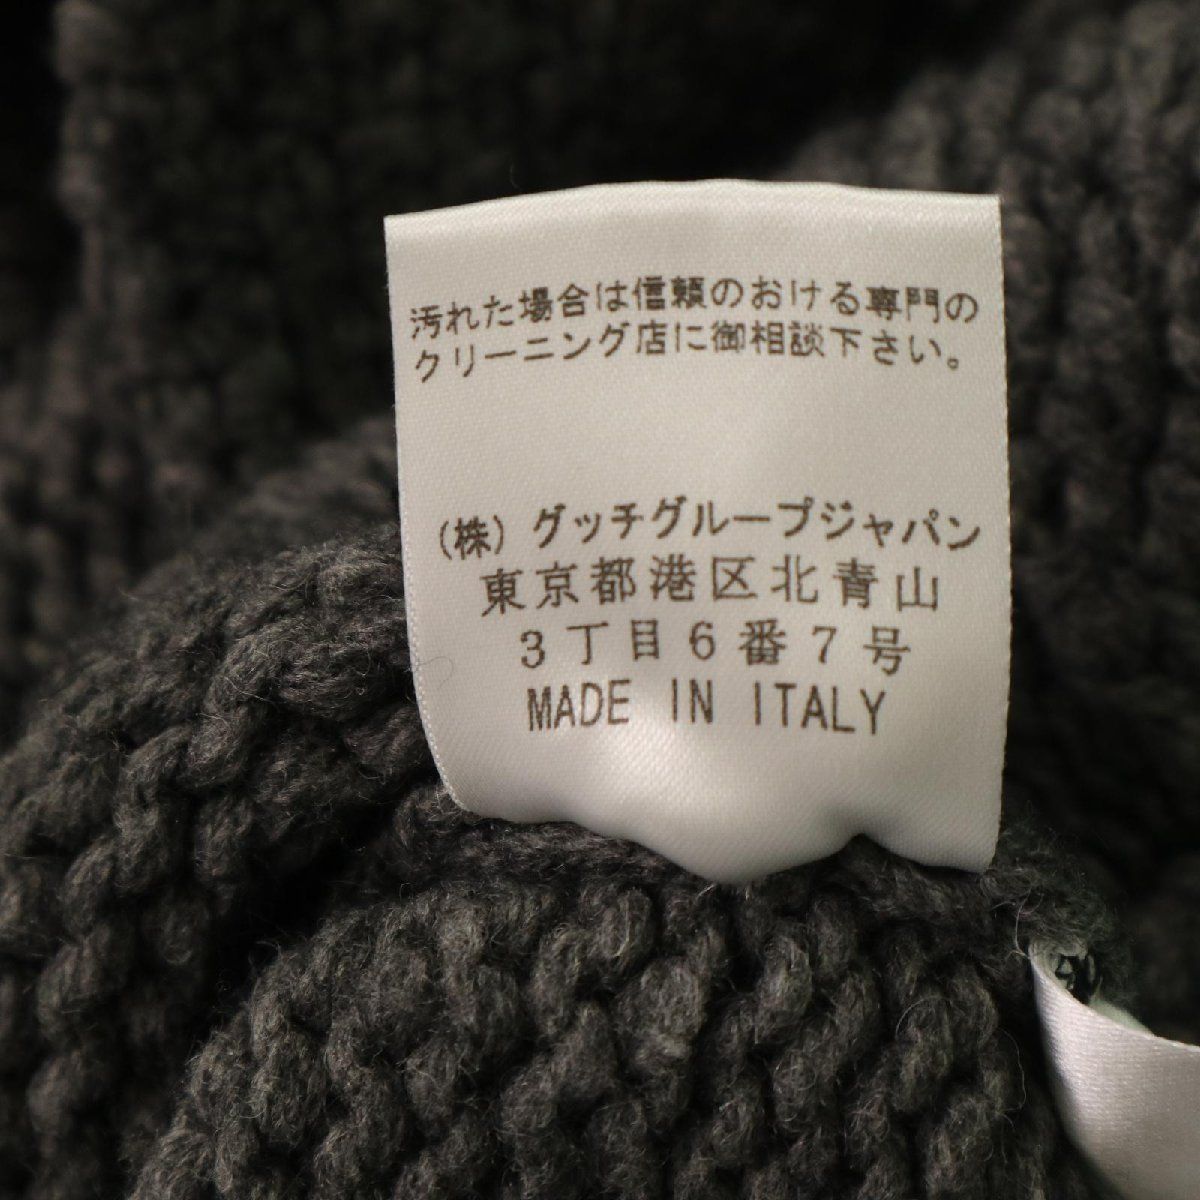 汚れた場合は信頼のおける専門の
クリーニング店に御相談下さい。
(株) グッチグループジャパン
東京都港区北青山
3丁目6番7号
MADE IN ITALY
40